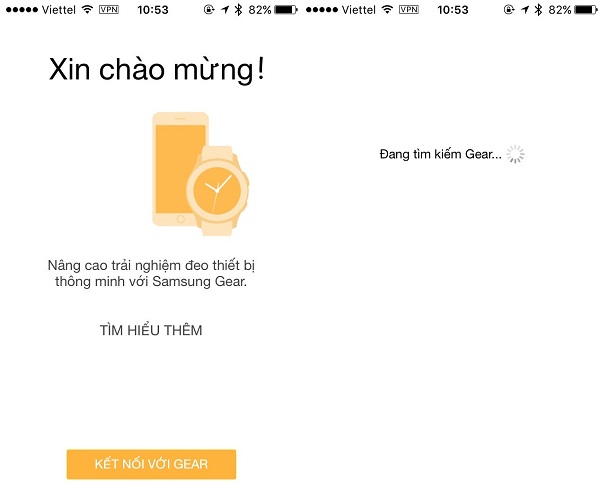 Viettel VPN 10:53 82%
Xin chào mừng!
Nâng cao trải nghiệm đeo thiết bị
thông minh với Samsung Gear.
TÌM HIỂU THÊM
KẾT NỐI VỚI GEAR
Viettel VPN 10:53 82%
Đang tìm kiếm Gear...